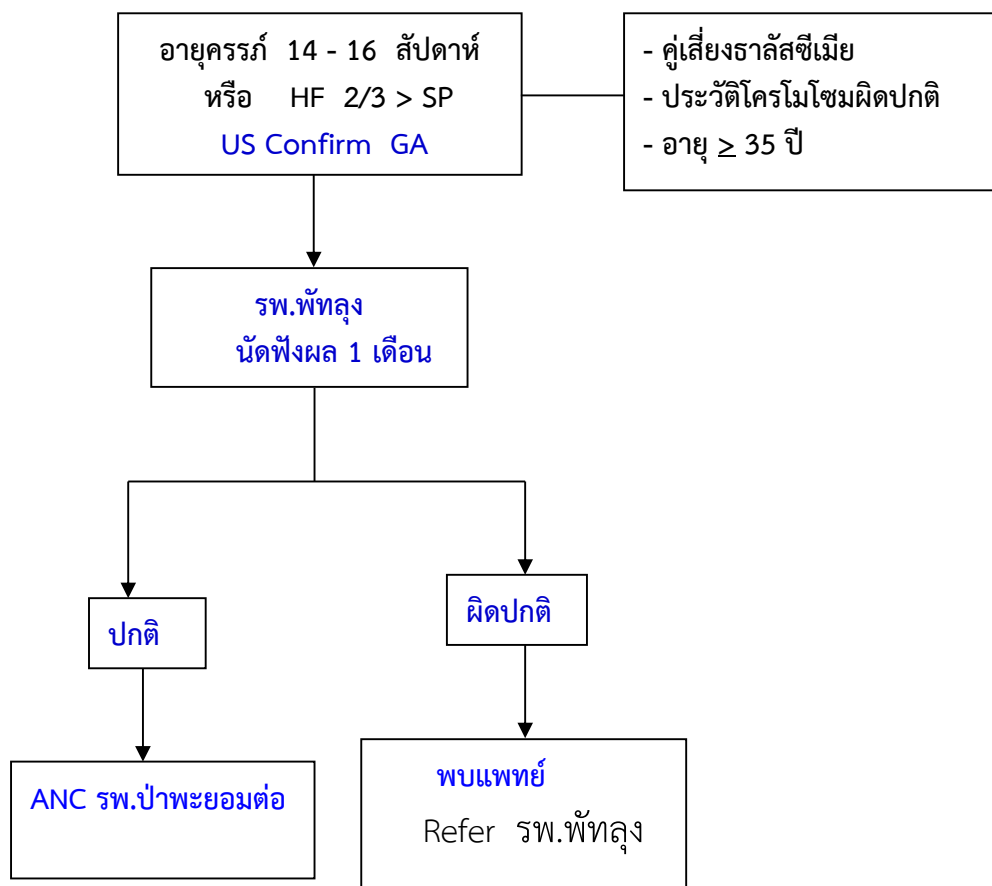 อายุครรภ์ 14 - 16 สัปดาห์
หรือ HF 2/3 > SP
US Confirm GA
- คู่เสี่ยงธาลัสซีเมีย
- ประวัติโครโมโซมผิดปกติ
- อายุ ≥ 35 ปี
รพ.พัทลุง
นัดฟังผล 1 เดือน
ปกติ
ผิดปกติ
ANC รพ.ป่าพะยอมต่อ
พบแพทย์
Refer รพ.พัทลุง